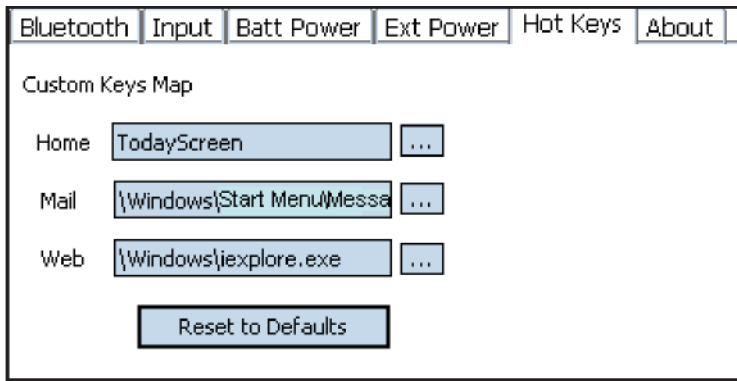 Bluetooth Input Batt Power Ext Power Hot Keys About
Custom Keys Map
Home TodayScreen ...
Mail \Windows\Start Menu\Messa ...
Web \Windows\iexplore.exe ...
Reset to Defaults